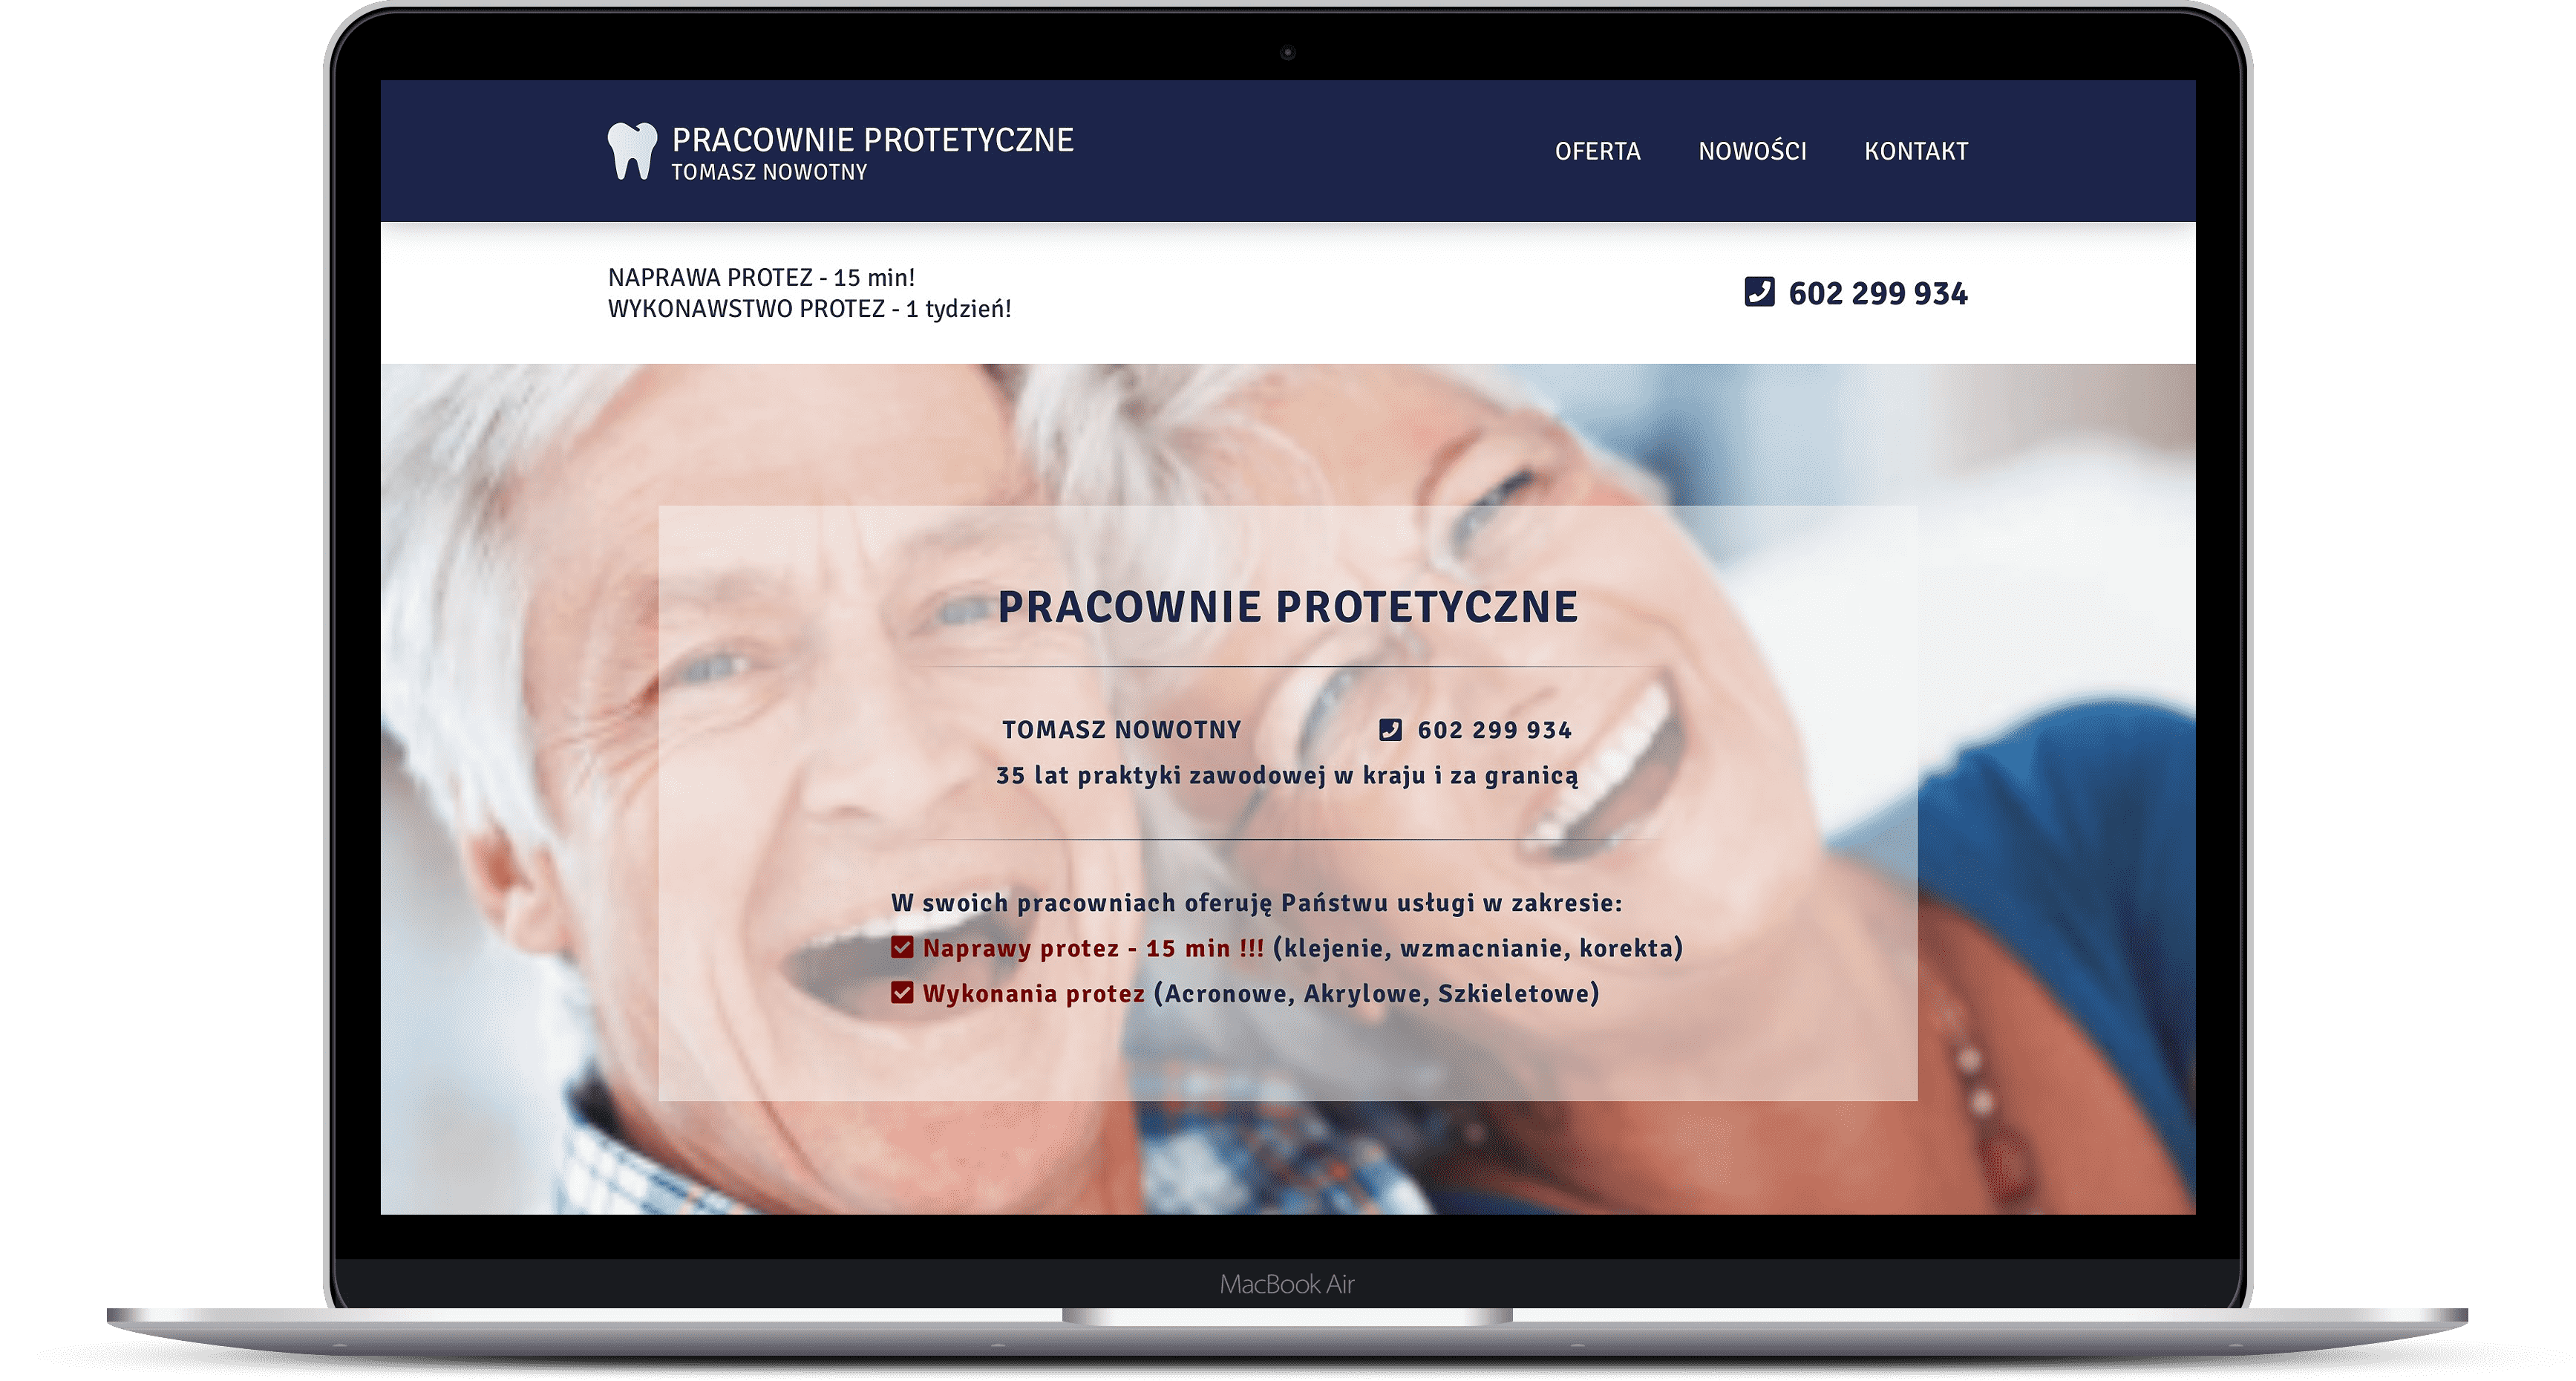 PRACOWNIE PROTETYCZNE
TOMASZ NOWOTNY
OFERTA
NOWOŚCI
KONTAKT
NAPRAWA PROTEZ - 15 min!
WYKONAWSTWO PROTEZ - 1 tydzień!
602 299 934
PRACOWNIE PROTETYCZNE
TOMASZ NOWOTNY
602 299 934
35 lat praktyki zawodowej w kraju i za granicą
W swoich pracowniach oferuję Państwu usługi w zakresie:
Naprawy protez - 15 min !!! (klejenie, wzmacnianie, korekta)
Wykonania protez (Acronowe, Akrylowe, Szkieletowe)
MacBook Air